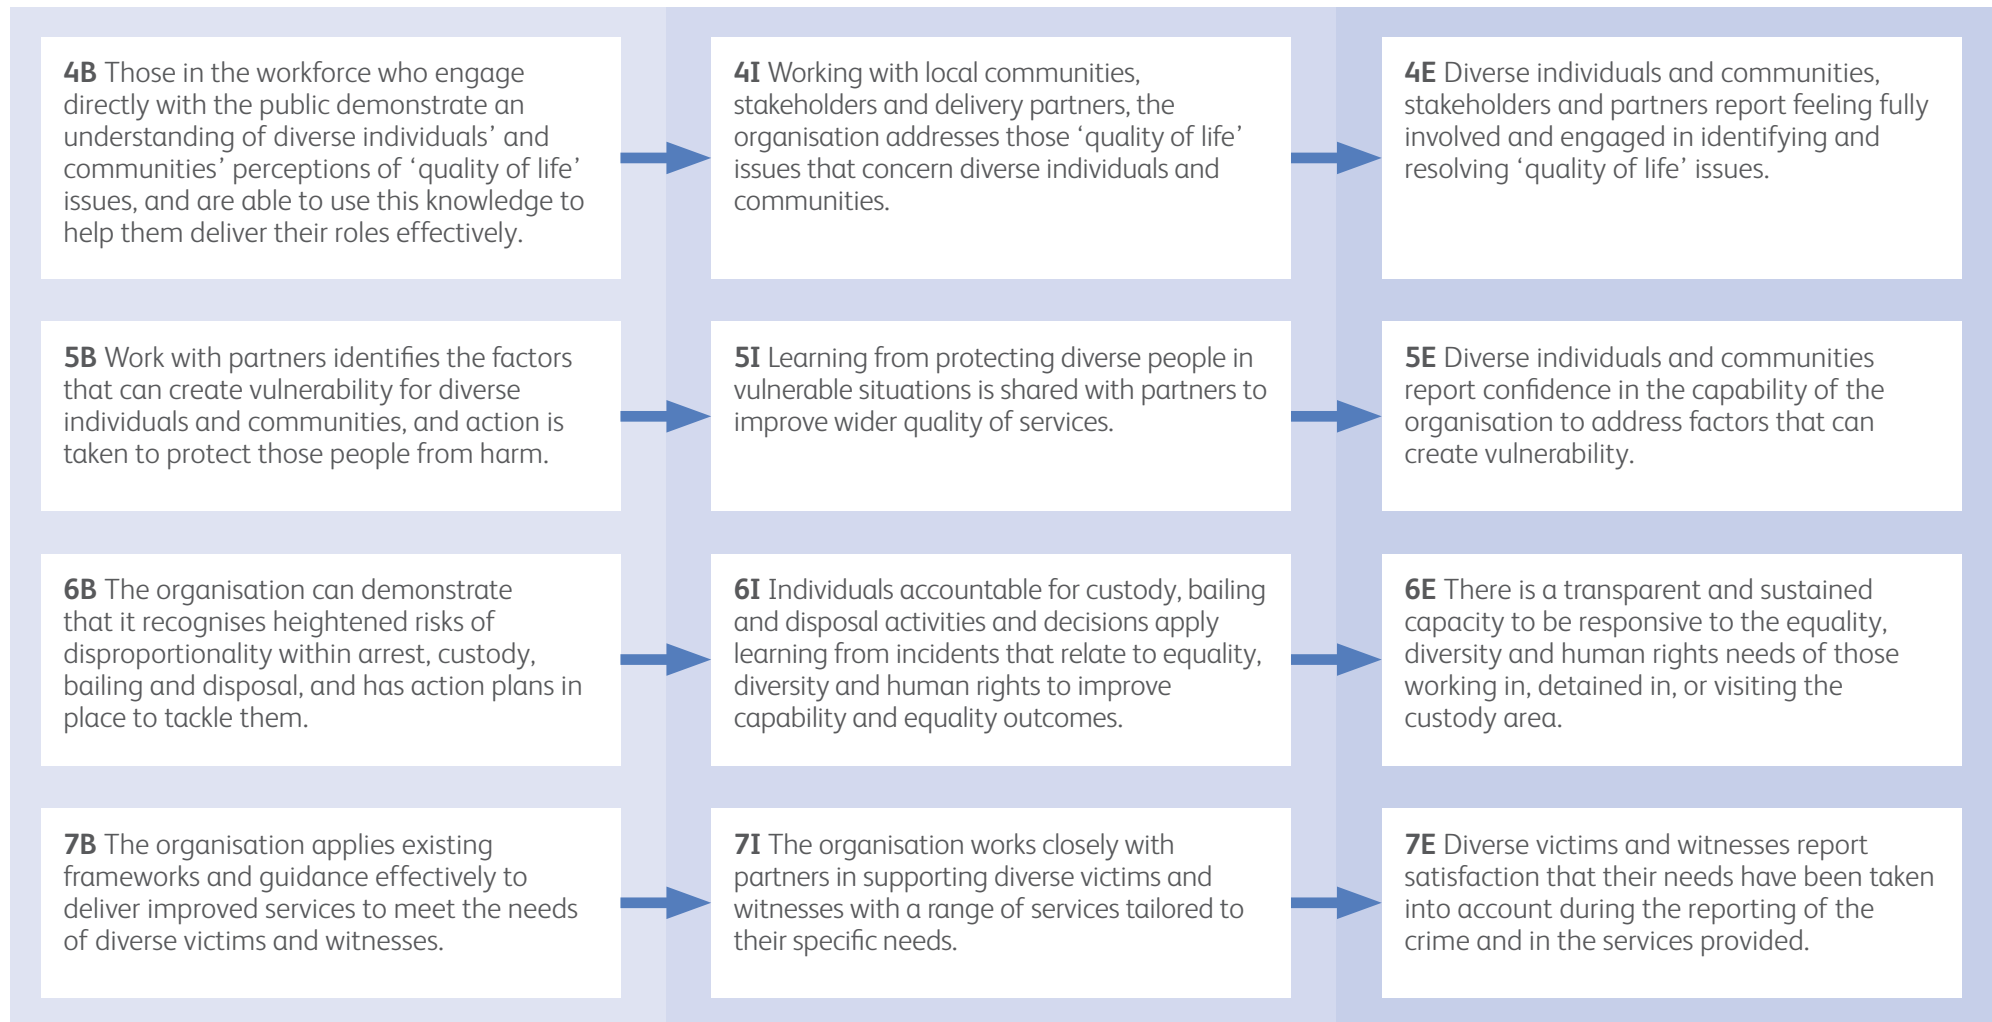 4B Those in the workforce who engage
directly with the public demonstrate an
understanding of diverse individuals’ and
communities’ perceptions of ‘quality of life’
issues, and are able to use this knowledge to
help them deliver their roles effectively.
4I Working with local communities,
stakeholders and delivery partners, the
organisation addresses those ‘quality of life’
issues that concern diverse individuals and
communities.
4E Diverse individuals and communities,
stakeholders and partners report feeling fully
involved and engaged in identifying and
resolving ‘quality of life’ issues.
5B Work with partners identifies the factors
that can create vulnerability for diverse
individuals and communities, and action is
taken to protect those people from harm.
5I Learning from protecting diverse people in
vulnerable situations is shared with partners to
improve wider quality of services.
5E Diverse individuals and communities
report confidence in the capability of the
organisation to address factors that can
create vulnerability.
6B The organisation can demonstrate
that it recognises heightened risks of
disproportionality within arrest, custody,
bailing and disposal, and has action plans in
place to tackle them.
6I Individuals accountable for custody, bailing
and disposal activities and decisions apply
learning from incidents that relate to equality,
diversity and human rights to improve
capability and equality outcomes.
6E There is a transparent and sustained
capacity to be responsive to the equality,
diversity and human rights needs of those
working in, detained in, or visiting the
custody area.
7B The organisation applies existing
frameworks and guidance effectively to
deliver improved services to meet the needs
of diverse victims and witnesses.
7I The organisation works closely with
partners in supporting diverse victims and
witnesses with a range of services tailored to
their specific needs.
7E Diverse victims and witnesses report
satisfaction that their needs have been taken
into account during the reporting of the
crime and in the services provided.